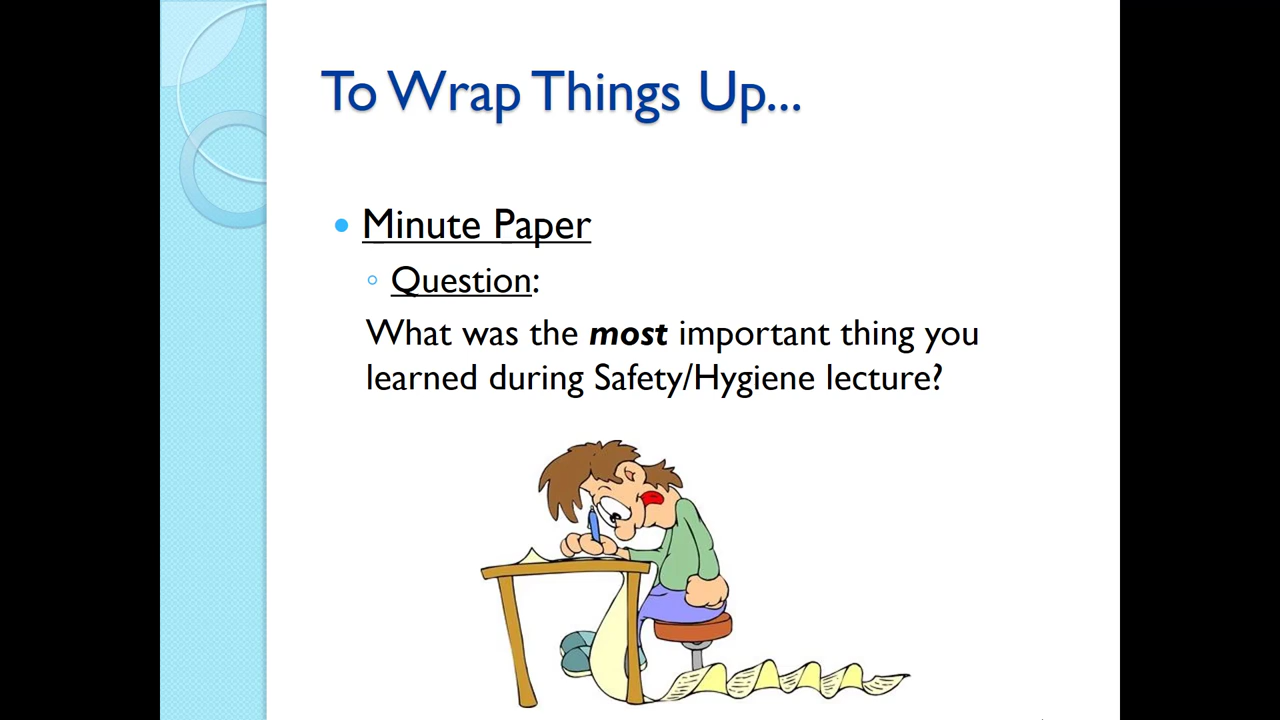 To Wrap Things Up...
Minute Paper
Question:
What was the most important thing you
learned during Safety/Hygiene lecture?